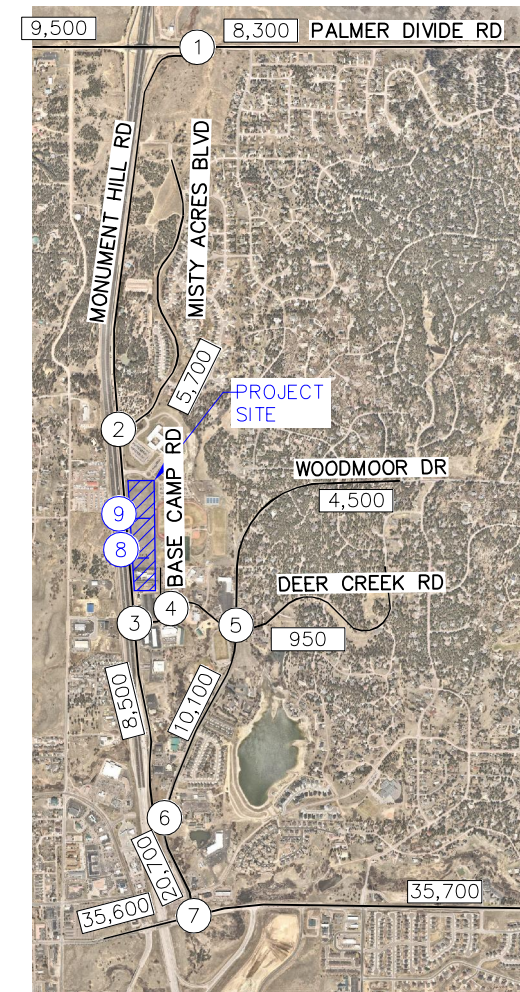 9,500
8,300
PALMER DIVIDE RD
1
MONUMENT HILL RD
MISTY ACRES BLVD
5,700
PROJECT
SITE
2
BASE CAMP RD
WOODMOOR DR
4,500
9
8
DEER CREEK RD
4
3
5
950
8,500
10,100
6
20,700
35,600
7
35,700